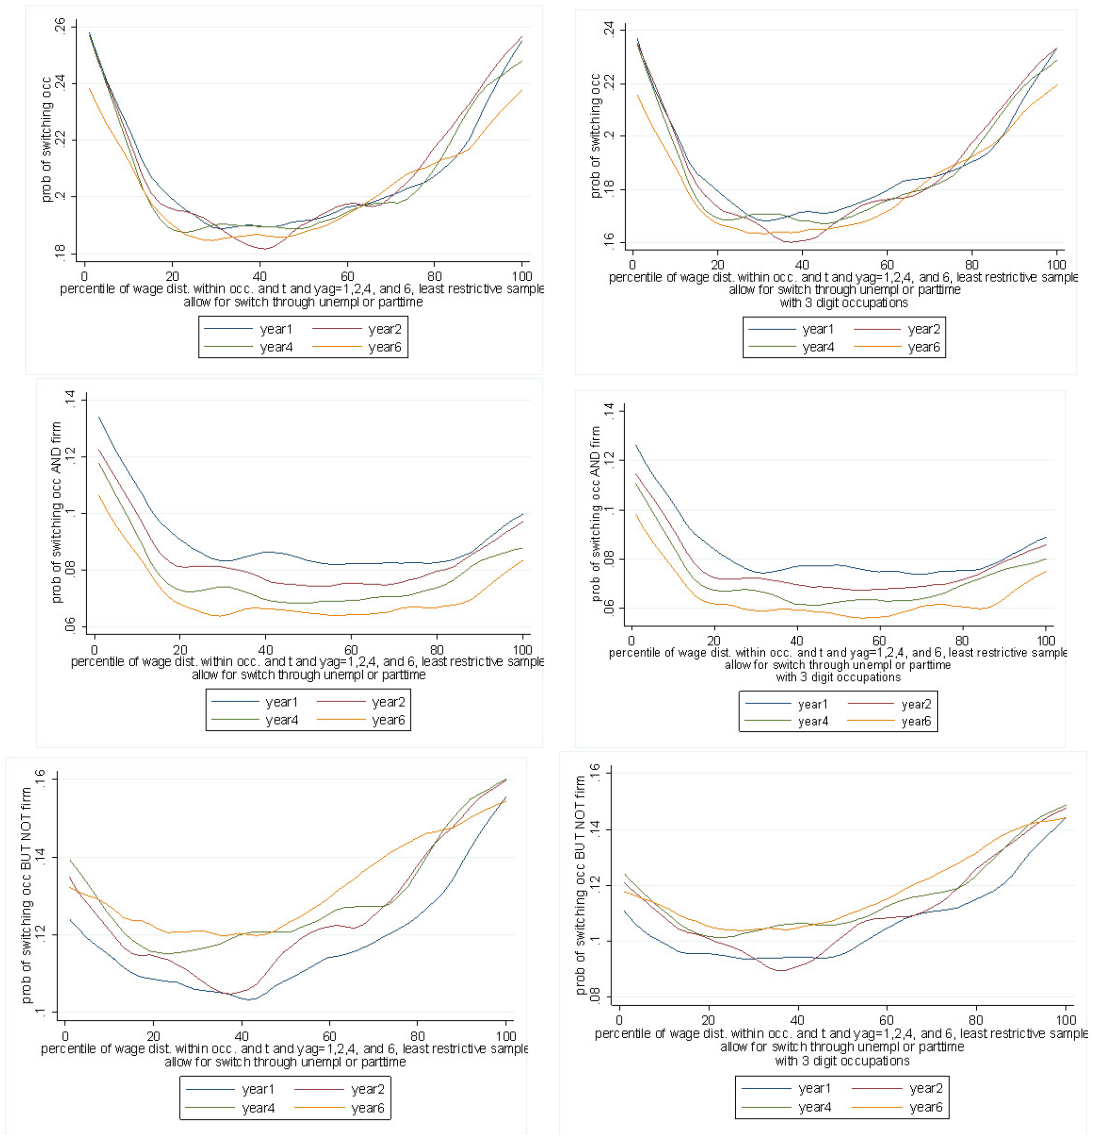 prob of switching occ
.18 .2 .22 .24 .26
0 20 40 60 80 100
percentile of wage dist. within occ. and t and yag=1,2,4, and 6, least restrictive sample
allow for switch through unempl or parttime
year1 year2
year4 year6
prob of switching occ
.16 .18 .2 .22 .24
0 20 40 60 80 100
percentile of wage dist. within occ. and t and yag=1,2,4, and 6, least restrictive sample
allow for switch through unempl or parttime
with 3 digit occupations
year1 year2
year4 year6
prob of switching occ AND firm
.06 .08 .1 .12 .14
0 20 40 60 80 100
percentile of wage dist. within occ. and t and yag=1,2,4, and 6, least restrictive sample
allow for switch through unempl or parttime
year1 year2
year4 year6
prob of switching occ AND firm
.06 .08 .1 .12 .14
0 20 40 60 80 100
percentile of wage dist. within occ. and t and yag=1,2,4, and 6, least restrictive sample
allow for switch through unempl or parttime
with 3 digit occupations
year1 year2
year4 year6
prob of switching occ BUT NOT firm
.1 .12 .14 .16
0 20 40 60 80 100
percentile of wage dist. within occ. and t and yag=1,2,4, and 6, least restrictive sample
allow for switch through unempl or parttime
year1 year2
year4 year6
prob of switching occ BUT NOT firm
.08 .1 .12 .14 .16
0 20 40 60 80 100
percentile of wage dist. within occ. and t and yag=1,2,4, and 6, least restrictive sample
allow for switch through unempl or parttime
with 3 digit occupations
year1 year2
year4 year6